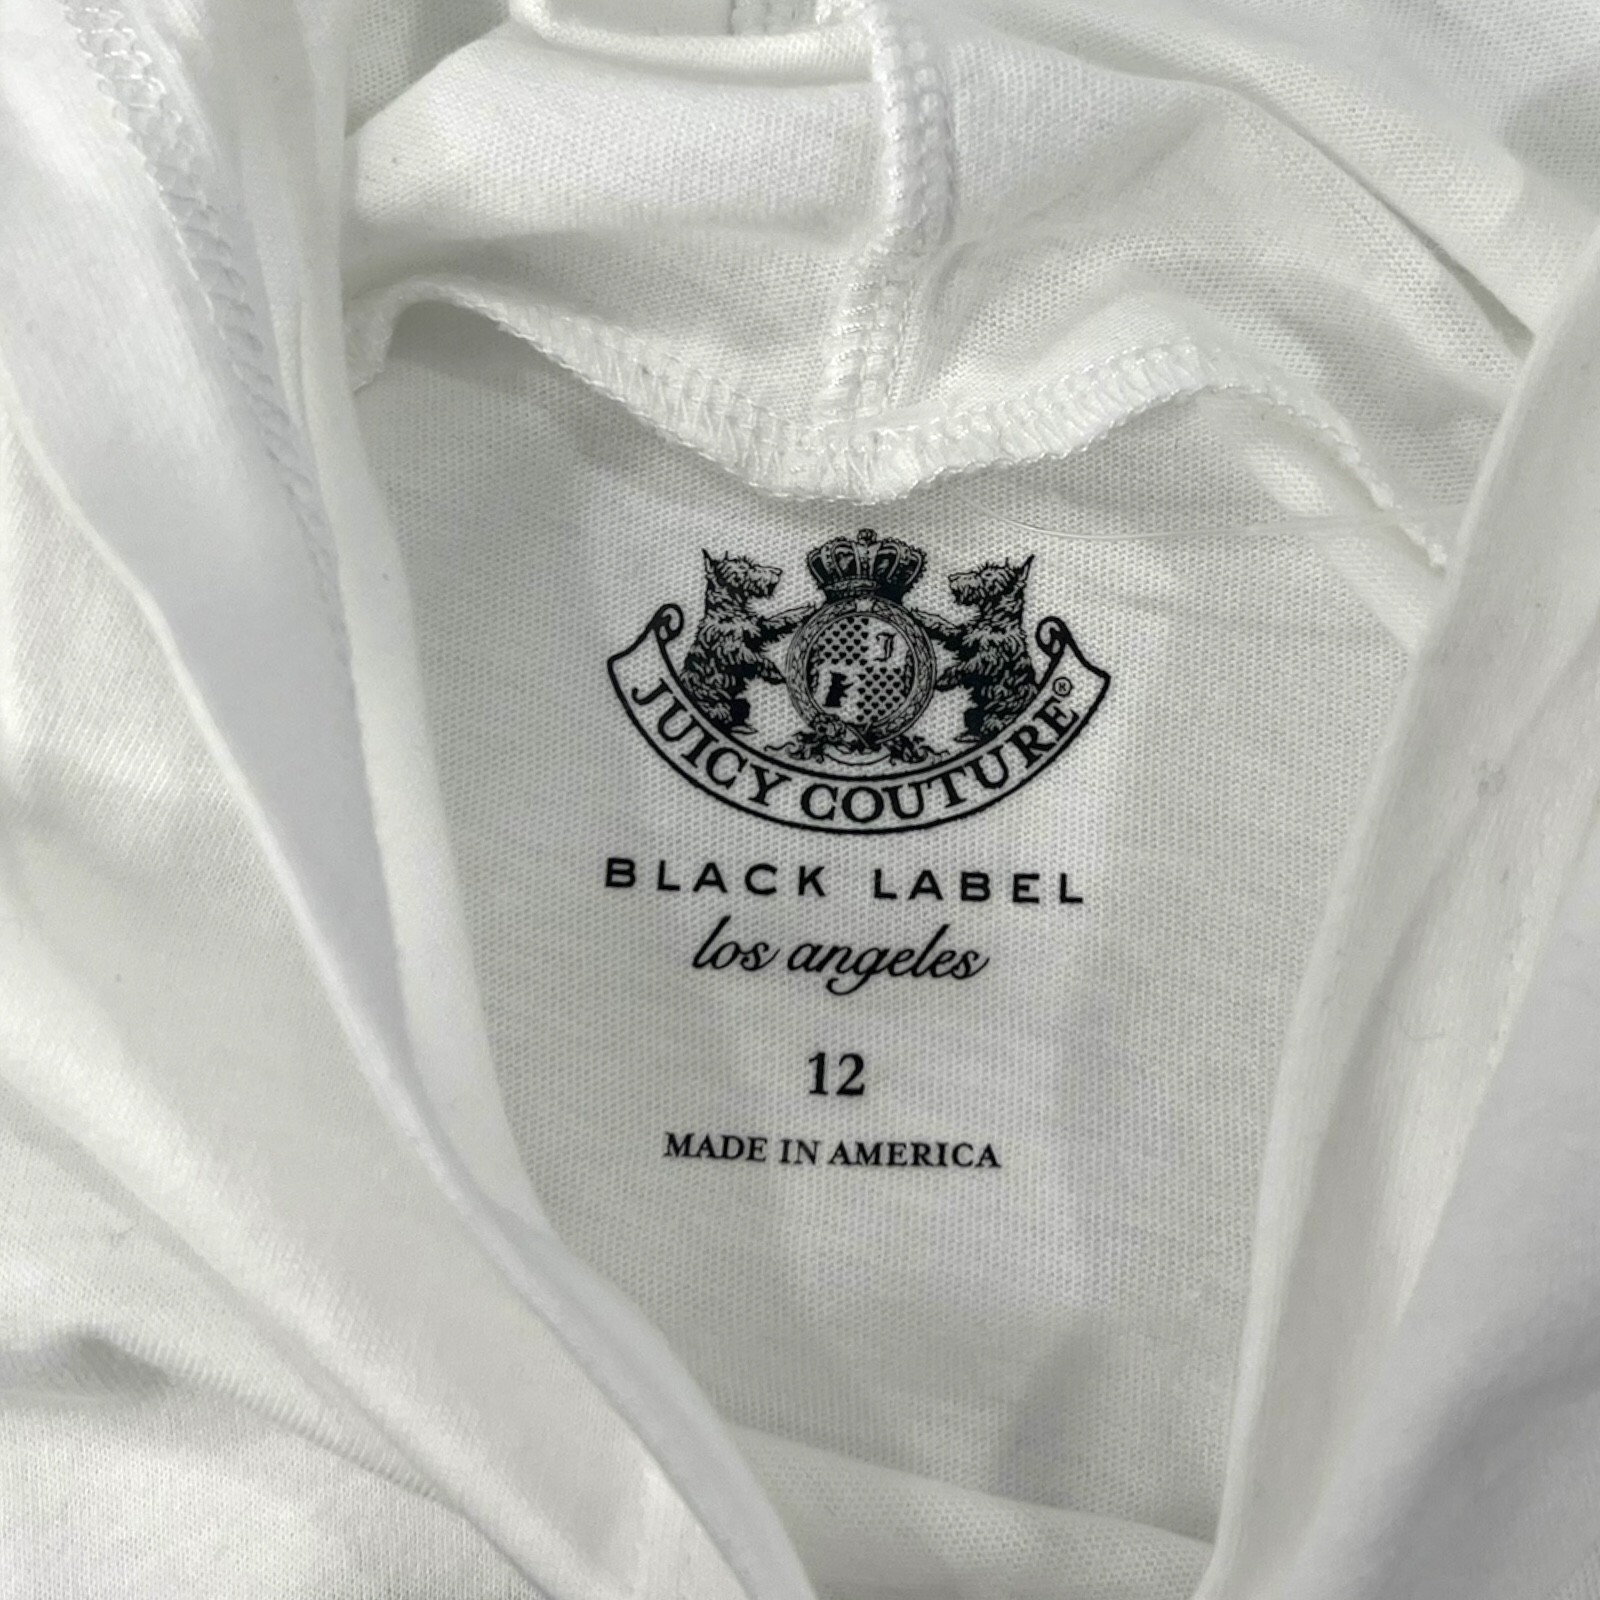 J
JUICY COUTURE®
BLACK LABEL
los angeles
12
MADE IN AMERICA